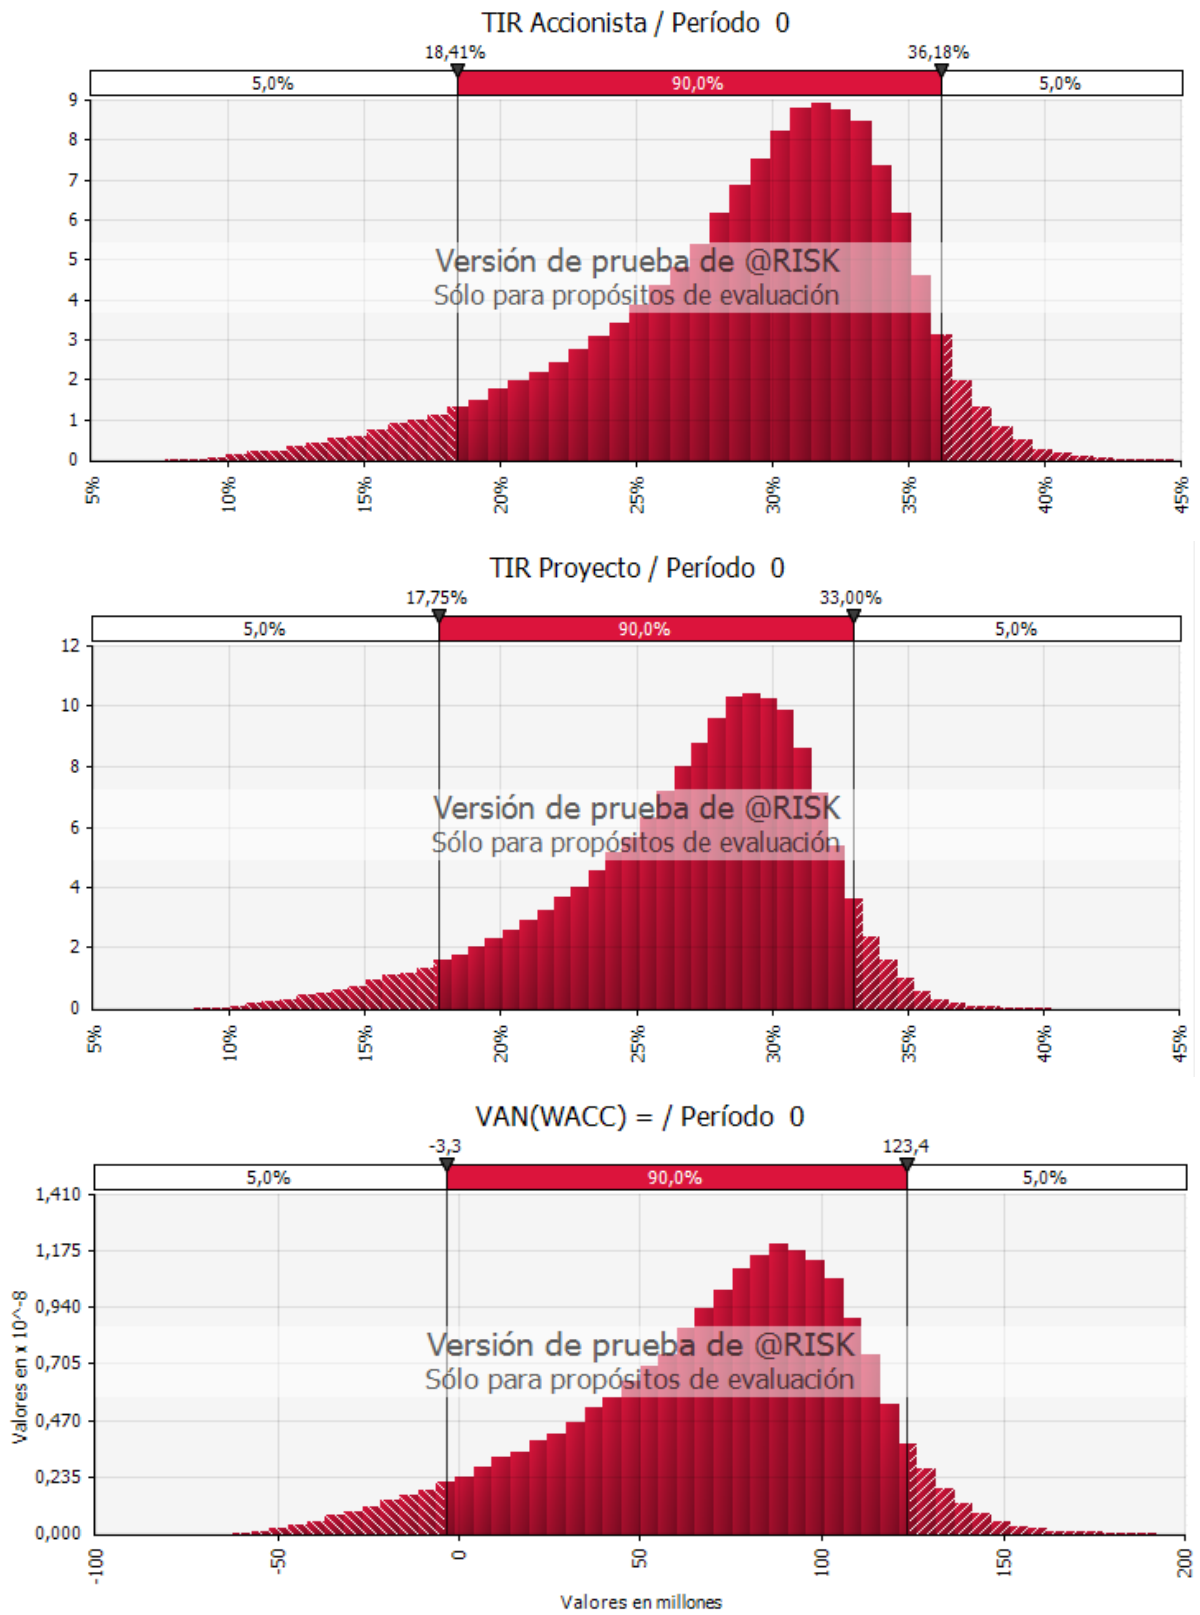 TIR Accionista / Período 0
18,41% 36,18%
5,0% 90,0% 5,0%
9
8
7
6
5
4
3
2
1
0
Versión de prueba de @RISK
Sólo para propósitos de evaluación
5% 10% 15% 20% 25% 30% 35% 40% 45%
TIR Proyecto / Período 0
17,75% 33,00%
5,0% 90,0% 5,0%
12
10
8
6
4
2
0
Versión de prueba de @RISK
Sólo para propósitos de evaluación
5% 10% 15% 20% 25% 30% 35% 40% 45%
VAN(WACC) = / Período 0
-3,3 123,4
5,0% 90,0% 5,0%
1,410
1,175
0,940
0,705
0,470
0,235
0,000
Valores en x 10^-8
Versión de prueba de @RISK
Sólo para propósitos de evaluación
-100 -50 0 50 100 150 200
Valores en millones